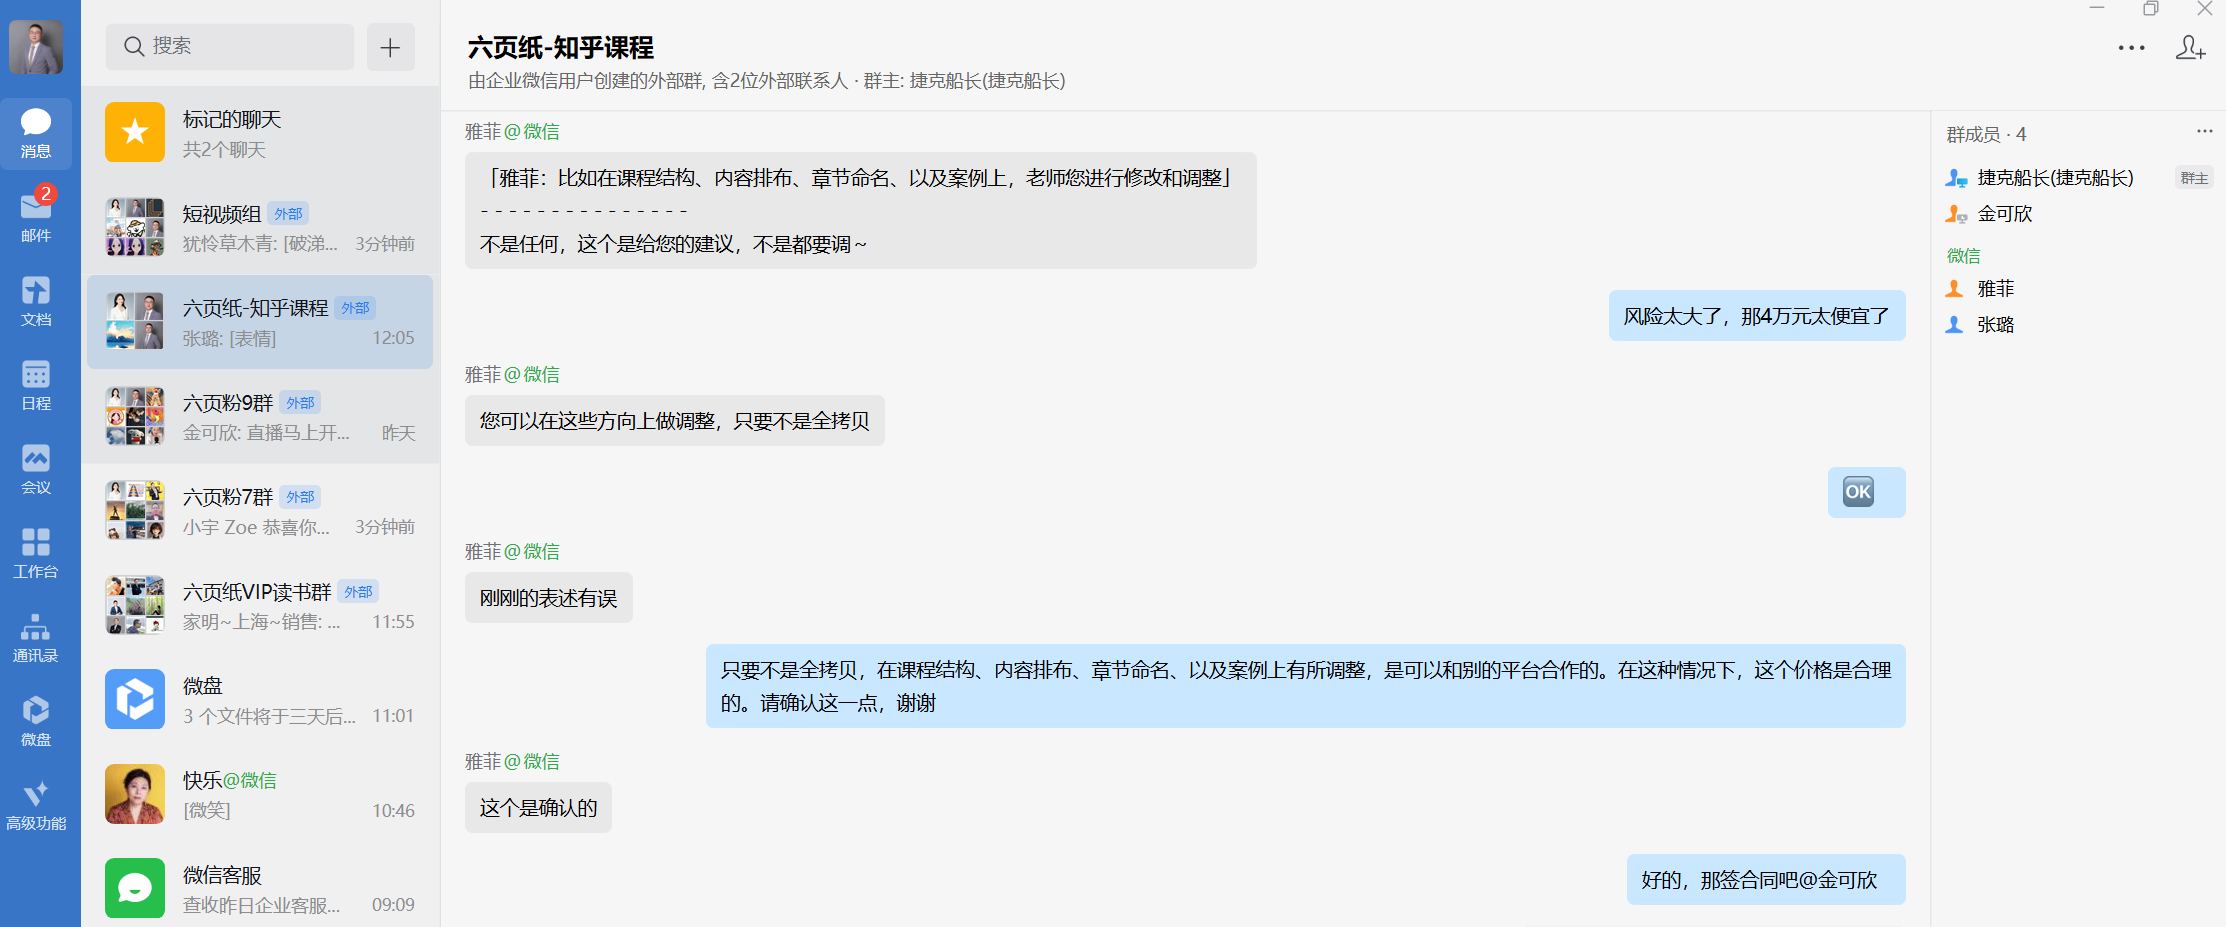 消息
2
邮件
文档
日程
会议
工作台
通讯录
微盘
高级功能
搜索
标记的聊天
共2个聊天
短视频组 外部
犹怜草木青: [破涕... 3分钟前
六页纸-知乎课程 外部
张璐: [表情] 12:05
六页粉9群 外部
金可欣: 直播马上开... 昨天
六页粉7群 外部
小宇 Zoe 恭喜你... 3分钟前
六页纸VIP读书群 外部
家明~上海~销售: ... 11:55
微盘
3 个文件将于三天后... 11:01
快乐@微信
[微笑] 10:46
微信客服
查收昨日企业客服... 09:09
六页纸-知乎课程
由企业微信用户创建的外部群, 含2位外部联系人 · 群主: 捷克船长(捷克船长)
雅菲@微信
「雅菲：比如在课程结构、内容排布、章节命名、以及案例上，老师您进行修改和调整」
- - - - - - - - - - - - - - -
不是任何，这个是给您的建议，不是都要调～
风险太大了，那4万元太便宜了
雅菲@微信
您可以在这些方向上做调整，只要不是全拷贝
OK
雅菲@微信
刚刚的表述有误
只要不是全拷贝，在课程结构、内容排布、章节命名、以及案例上有所调整，是可以和别的平台合作的。在这种情况下，这个价格是合理
的。请确认这一点，谢谢
雅菲@微信
这个是确认的
好的，那签合同吧@金可欣
群成员 · 4
捷克船长(捷克船长) 群主
金可欣
微信
雅菲
张璐